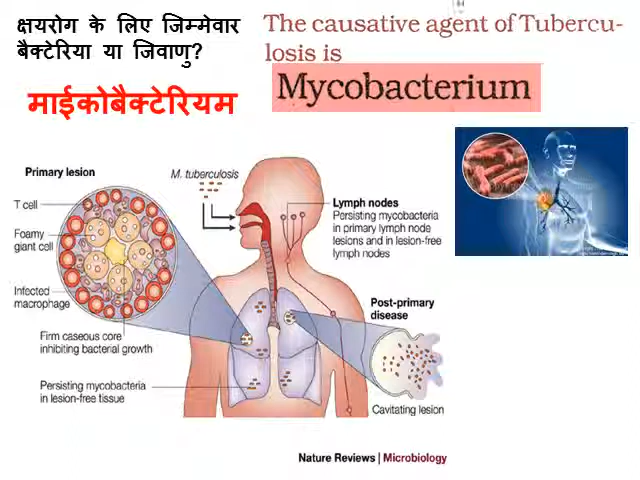 क्षयरोग के लिए जिम्मेवार
बैक्टेरिया या जिवाणु?
माईकोबैक्टेरियम
The causative agent of Tubercu-
losis is
Mycobacterium
Primary lesion
M. tuberculosis
T cell
Foamy
giant cell
Infected
macrophage
Firm caseous core
inhibiting bacterial growth
Persisting mycobacteria
in lesion-free tissue
Lymph nodes
Persisting mycobacteria
in primary lymph node
lesions and in lesion-free
lymph nodes
Post-primary
disease
Cavitating lesion
Nature Reviews | Microbiology